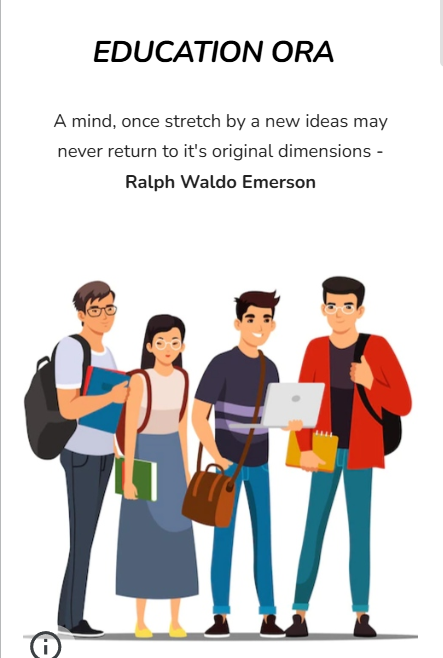 EDUCATION ORA
A mind, once stretch by a new ideas may
never return to it's original dimensions -
Ralph Waldo Emerson